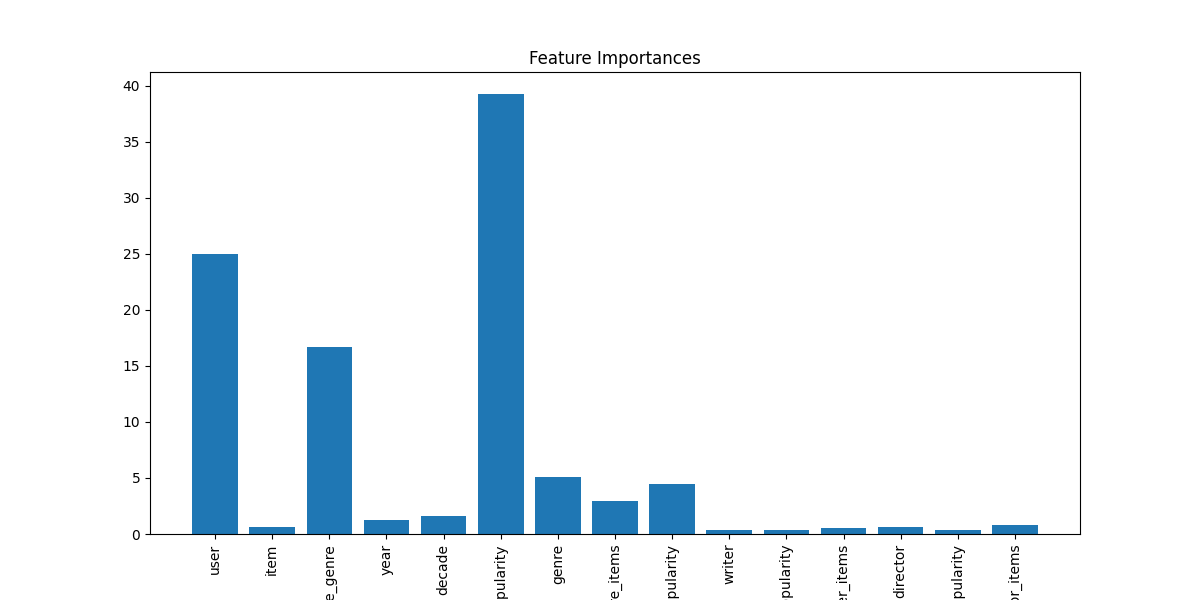 Feature Importances
40
35
30
25
20
15
10
5
0
user
item
e_genre
year
decade
pularity
genre
e_items
pularity
writer
pularity
er_items
director
pularity
or_items